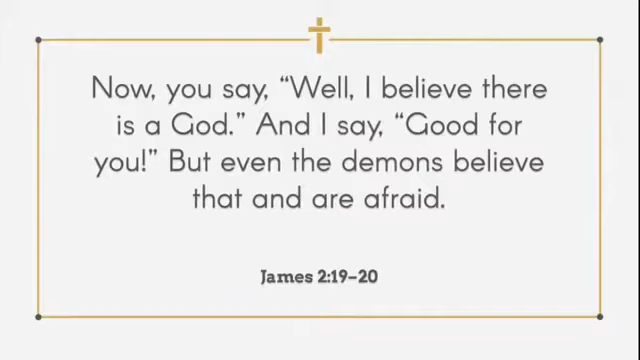 Now, you say, “Well, I believe there
is a God.” And I say, “Good for
you!” But even the demons believe
that and are afraid.
James 2:19–20